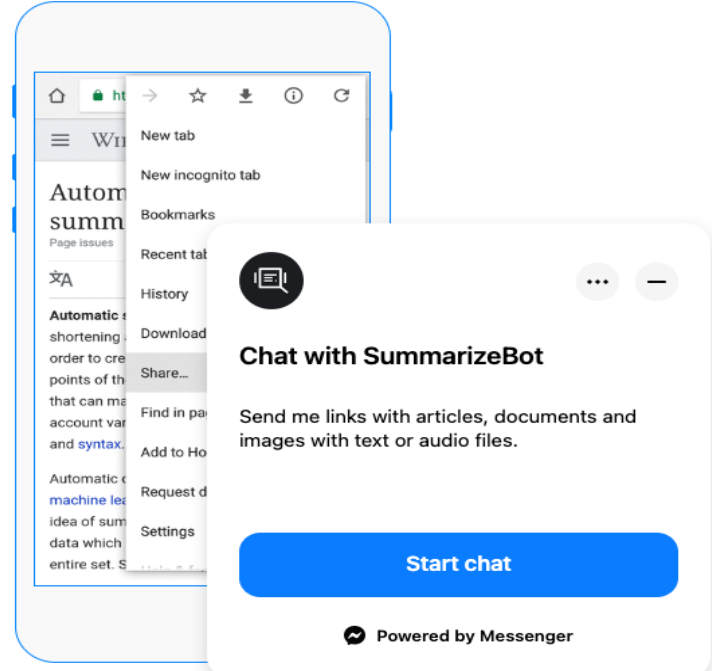 ht
New tab
WI
New incognito tab
Autom
summ
Page issues
Bookmarks
Recent tab
History
Automatic
shortening
order to cre
points of th
that can ma
account var
and syntax.
Download
Share...
Find in pa
Add to Ho
Automatic
machine lea
idea of sum
data which
entire set. S
Request d
Settings
Chat with SummarizeBot
Send me links with articles, documents and
images with text or audio files.
Start chat
Powered by Messenger